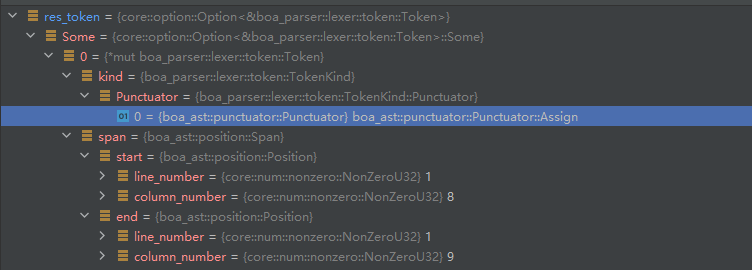 res_token = {core::option::Option<&boa_parser::lexer::token::Token>}
Some = {core::option::Option<&boa_parser::lexer::token::Token>::Some}
0 = {*mut boa_parser::lexer::token::Token}
kind = {boa_parser::lexer::token::TokenKind}
Punctuator = {boa_parser::lexer::token::TokenKind::Punctuator}
01 0 = {boa_ast::punctuator::Punctuator} boa_ast::punctuator::Punctuator::Assign
span = {boa_ast::position::Span}
start = {boa_ast::position::Position}
line_number = {core::num::nonzero::NonZeroU32} 1
column_number = {core::num::nonzero::NonZeroU32} 8
end = {boa_ast::position::Position}
line_number = {core::num::nonzero::NonZeroU32} 1
column_number = {core::num::nonzero::NonZeroU32} 9